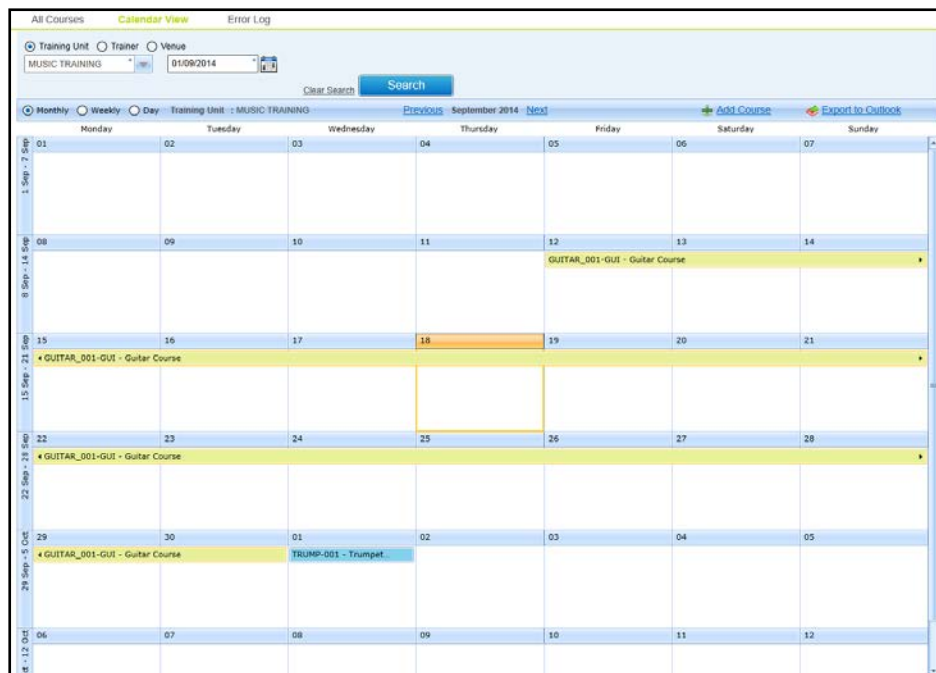 All Courses Calendar View Error Log
Training Unit Trainer Venue
MUSIC TRAINING 01/09/2014
Clear Search Search
Monthly Weekly Day Training Unit : MUSIC TRAINING Previous September 2014 Next Add Course Export to Outlook
Monday Tuesday Wednesday Thursday Friday Saturday Sunday
1 Sep - 7 Sep
01 02 03 04 05 06 07
8 Sep - 14 Sep
08 09 10 11 12 13 14
GUITAR_001-GUI - Guitar Course
15 Sep - 21 Sep
15 16 17 18 19 20 21
GUITAR_001-GUI - Guitar Course
22 Sep - 28 Sep
22 23 24 25 26 27 28
GUITAR_001-GUI - Guitar Course
29 Sep - 5 Oct
29 30 01 02 03 04 05
GUITAR_001-GUI - Guitar Course TRUMP-001 - Trumpet...
- 12 Oct
06 07 08 09 10 11 12